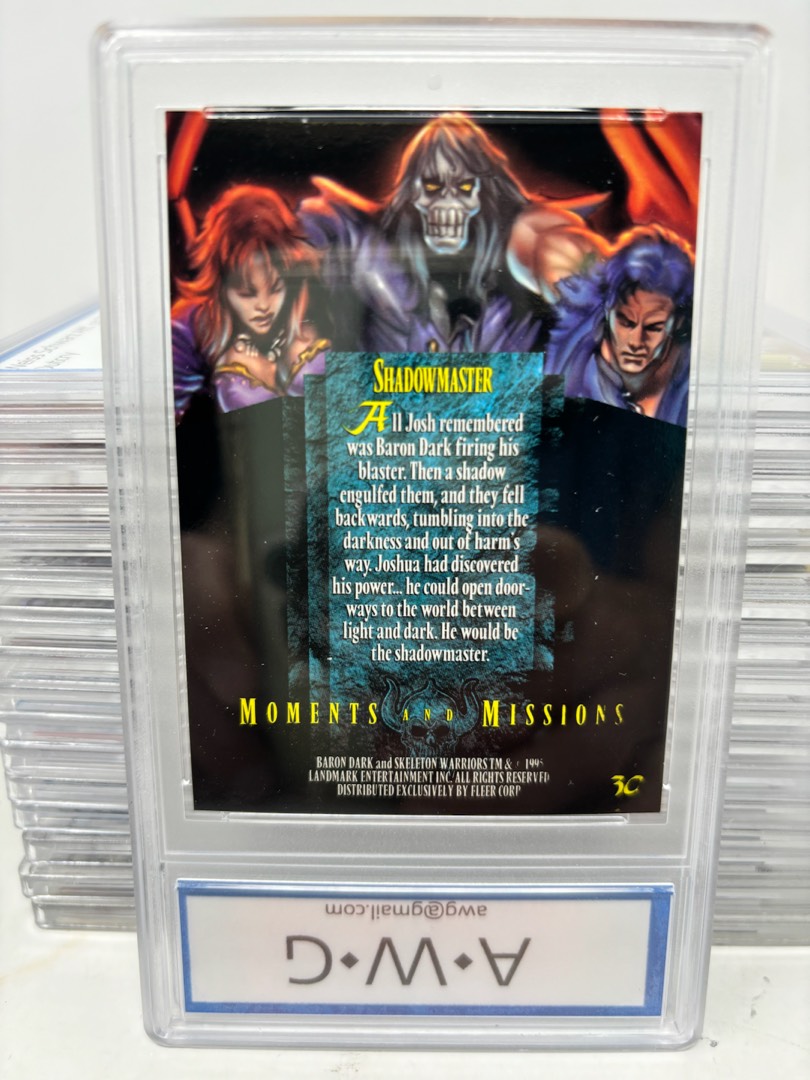 SHADOWMASTER
All Josh remembered
was Baron Dark firing his
blaster. Then a shadow
engulfed them, and they fell
backwards, tumbling into the
darkness and out of harm's
way. Joshua had discovered
his power... he could open door-
ways to the world between
light and dark. He would be
the shadowmaster.
MOMENTS AND MISSIONS
BARON DARK and SKELETON WARRIORS TM & © 1995
LANDMARK ENTERTAINMENT INC. ALL RIGHTS RESERVED
DISTRIBUTED EXCLUSIVELY BY FLEER CORP
30
A•W•G
awg@gmail.com